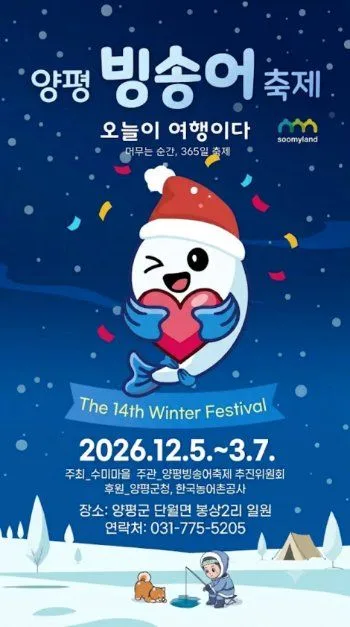 양평 빙송어 축제
오늘이 여행이다
머무는 순간, 365일 축제
soomyland
The 14th Winter Festival
2026.12.5.~3.7.
주최_수미마을 주관_양평빙송어축제 추진위원회
후원_양평군청, 한국농어촌공사
장소: 양평군 단월면 봉상2리 일원
연락처: 031-775-5205